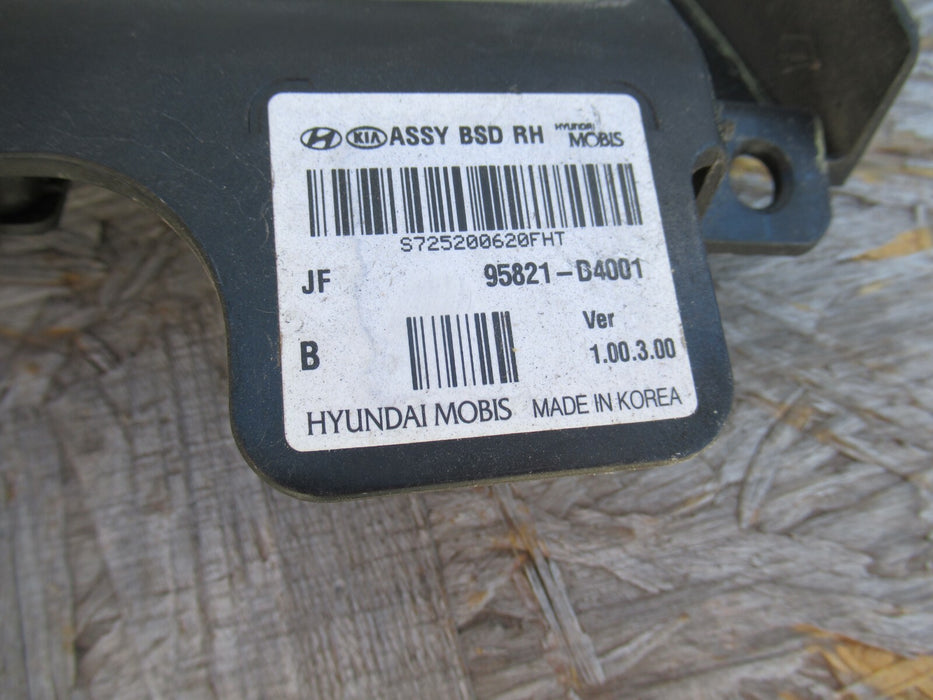 KIA ASSY BSD RH HYUNDAI MOBIS
S725200620FHT
JF 95821-D4001
Ver
B 1.00.3.00
HYUNDAI MOBIS MADE IN KOREA